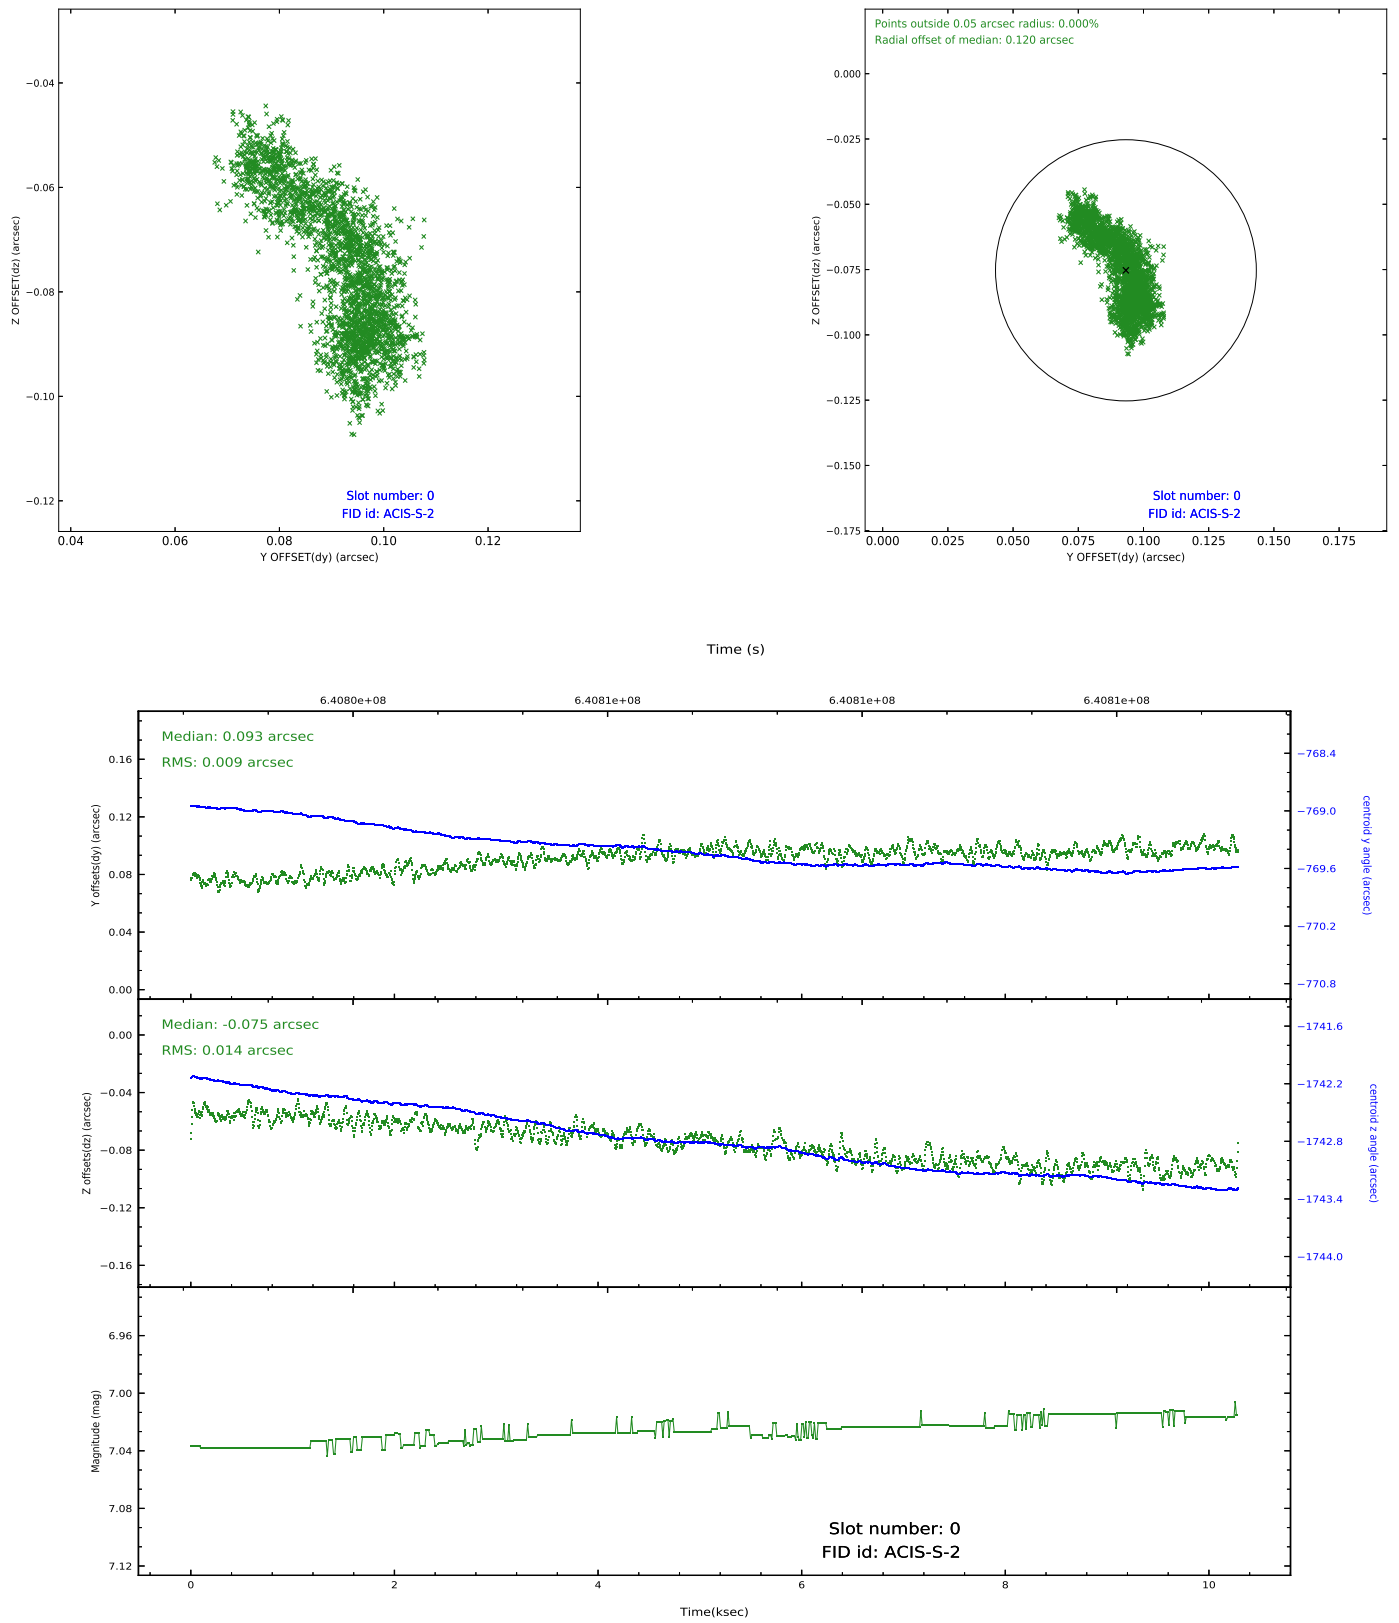 −0.04
−0.06
−0.08
−0.10
−0.12
Z OFFSET(dz) (arcsec)
Slot number: 0
FID id: ACIS-S-2
0.04 0.06 0.08 0.10 0.12
Y OFFSET(dy) (arcsec)
Points outside 0.05 arcsec radius: 0.000%
Radial offset of median: 0.120 arcsec
0.000
−0.025
−0.050
−0.075
−0.100
−0.125
−0.150
−0.175
Z OFFSET(dz) (arcsec)
Slot number: 0
FID id: ACIS-S-2
0.000 0.025 0.050 0.075 0.100 0.125 0.150 0.175
Y OFFSET(dy) (arcsec)
Time (s)
6.4080e+08 6.4081e+08 6.4081e+08 6.4081e+08
Median: 0.093 arcsec
RMS: 0.009 arcsec
0.16
0.12
0.08
0.04
0.00
Y offsets(dy) (arcsec)
−768.4
−769.0
−769.6
−770.2
−770.8
centroid y angle (arcsec)
Median: -0.075 arcsec
RMS: 0.014 arcsec
0.00
−0.04
−0.08
−0.12
−0.16
Z offsets(dz) (arcsec)
−1741.6
−1742.2
−1742.8
−1743.4
−1744.0
centroid z angle (arcsec)
6.96
7.00
7.04
7.08
7.12
Magnitude (mag)
Slot number: 0
FID id: ACIS-S-2
0 2 4 6 8 10
Time(ksec)